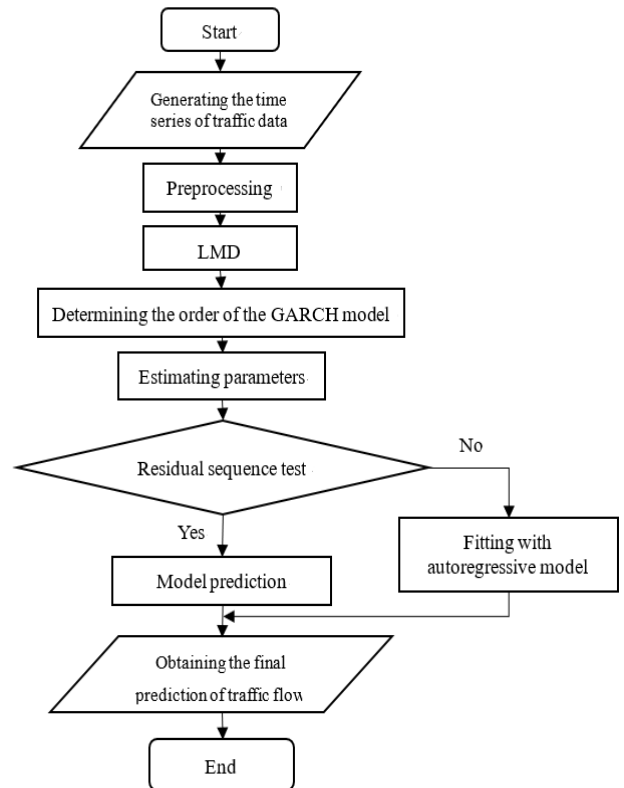 Start
Generating the time
series of traffic data
Preprocessing
LMD
Determining the order of the GARCH model
Estimating parameters
Residual sequence test
No
Yes
Fitting with
autoregressive model
Model prediction
Obtaining the final
prediction of traffic flow
End